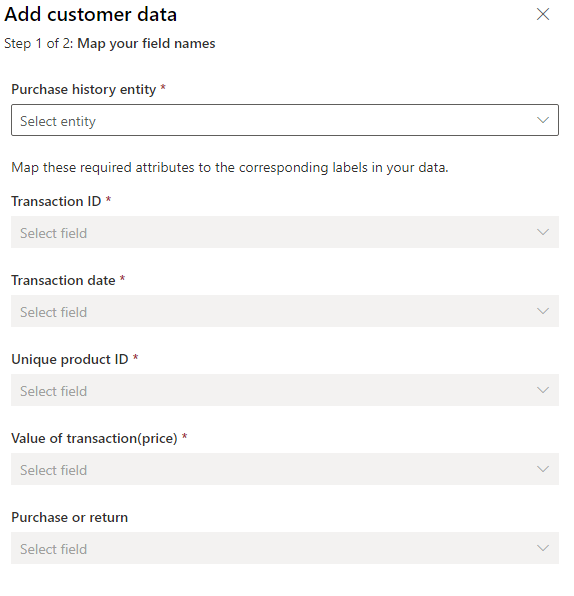 Add customer data
Step 1 of 2: Map your field names
Purchase history entity *
Select entity
Map these required attributes to the corresponding labels in your data.
Transaction ID *
Select field
Transaction date *
Select field
Unique product ID *
Select field
Value of transaction(price) *
Select field
Purchase or return
Select field